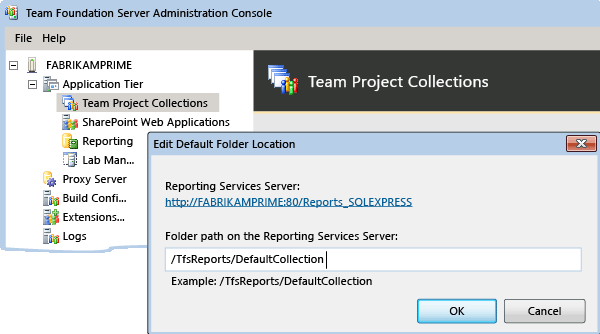 Team Foundation Server Administration Console
File Help
FABRIKAMPRIME
Application Tier
Team Project Collections
SharePoint Web Applications
Reporting
Lab Man...
Proxy Server
Build Confi...
Extensions...
Logs
Team Project Collections
Edit Default Folder Location
Reporting Services Server:
http://FABRIKAMPRIME:80/Reports_SQLEXPRESS
Folder path on the Reporting Services Server:
/TfsReports/DefaultCollection
Example: /TfsReports/DefaultCollection
OK Cancel